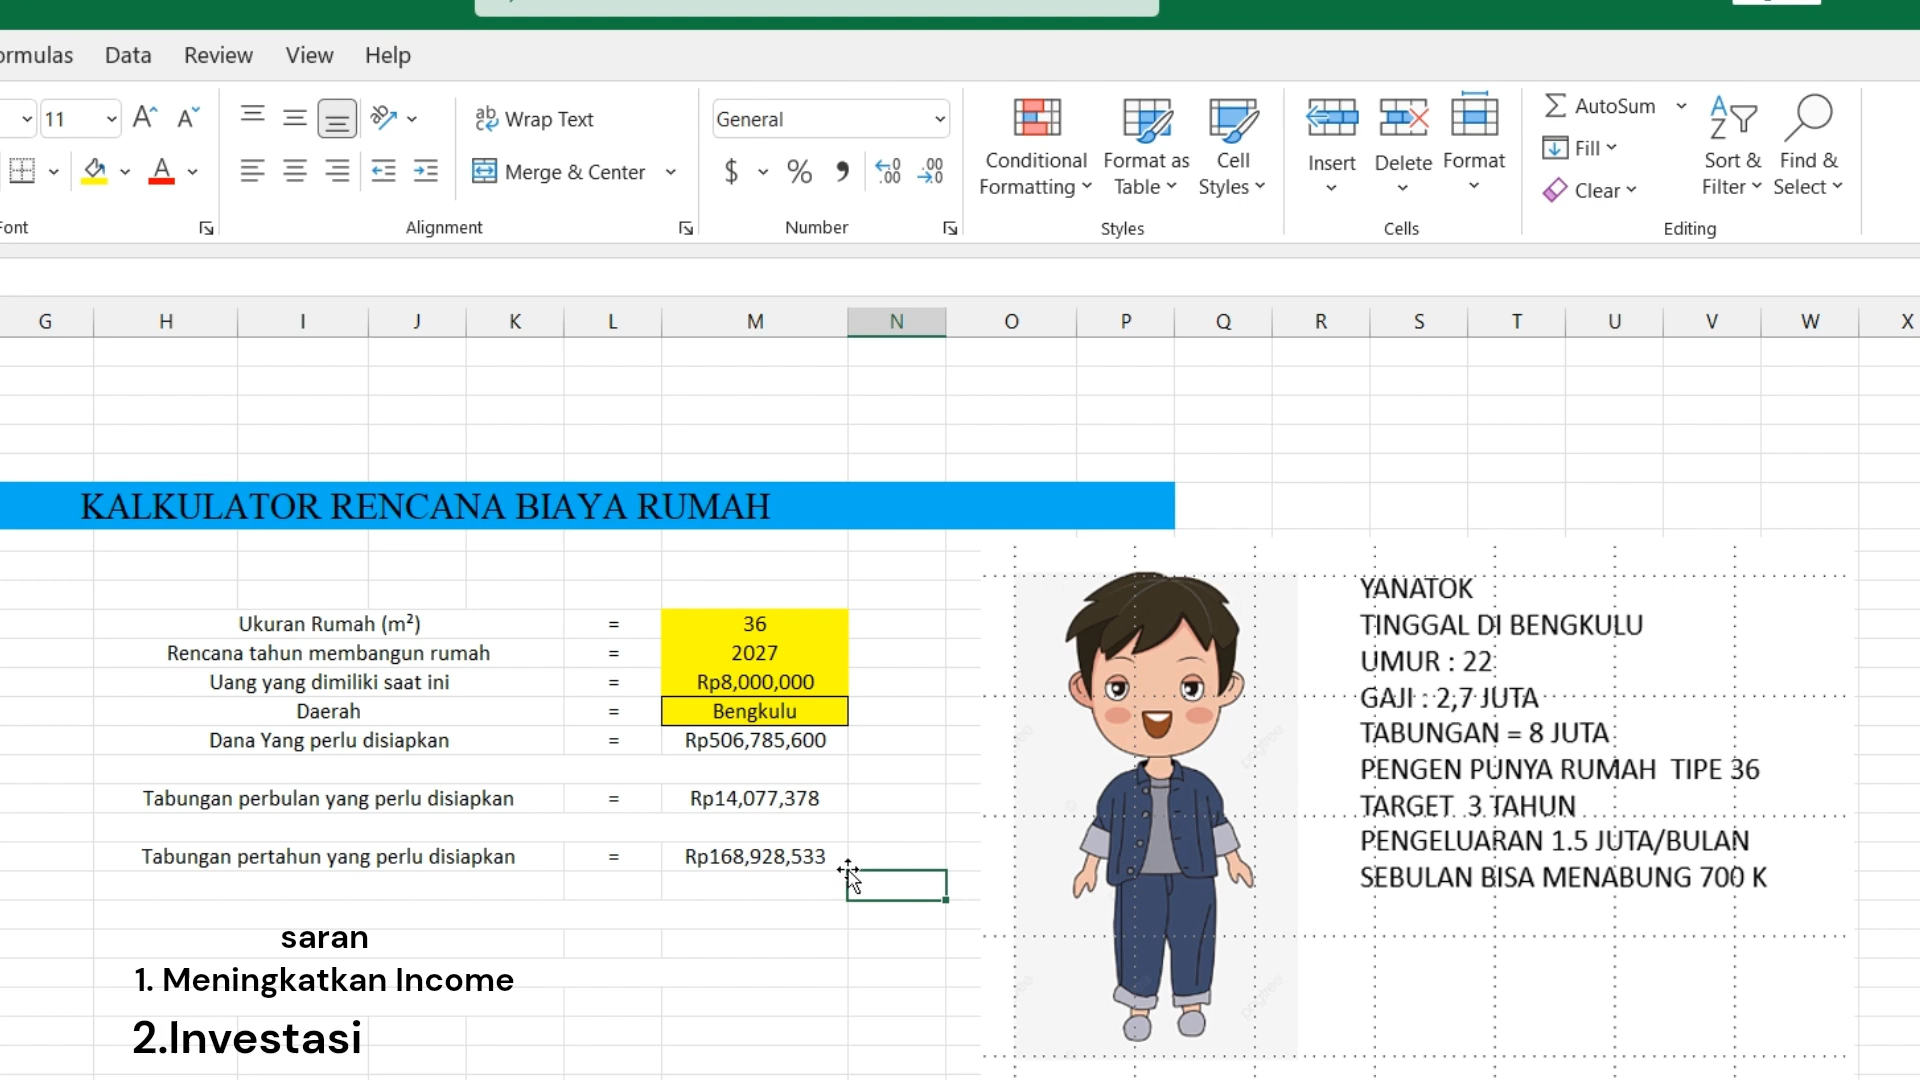 Data Review View Help
11
Wrap Text
Merge & Center
Alignment
General
$ % ,
Number
Conditional Formatting
Format as Table
Cell Styles
Styles
Insert
Delete
Format
Cells
AutoSum
Fill
Clear
Sort & Filter
Find & Select
Editing
G H I J K L M N O P Q R S T U V W X
KALKULATOR RENCANA BIAYA RUMAH
Ukuran Rumah (m²) = 36
Rencana tahun membangun rumah = 2027
Uang yang dimiliki saat ini = Rp8,000,000
Daerah = Bengkulu
Dana Yang perlu disiapkan = Rp506,785,600
Tabungan perbulan yang perlu disiapkan = Rp14,077,378
Tabungan pertahun yang perlu disiapkan = Rp168,928,533
saran
1. Meningkatkan Income
2.Investasi
YANATOK
TINGGAL DI BENGKULU
UMUR : 22
GAJI : 2,7 JUTA
TABUNGAN = 8 JUTA
PENGEN PUNYA RUMAH TIPE 36
TARGET 3 TAHUN
PENGELUARAN 1.5 JUTA/BULAN
SEBULAN BISA MENABUNG 700 K